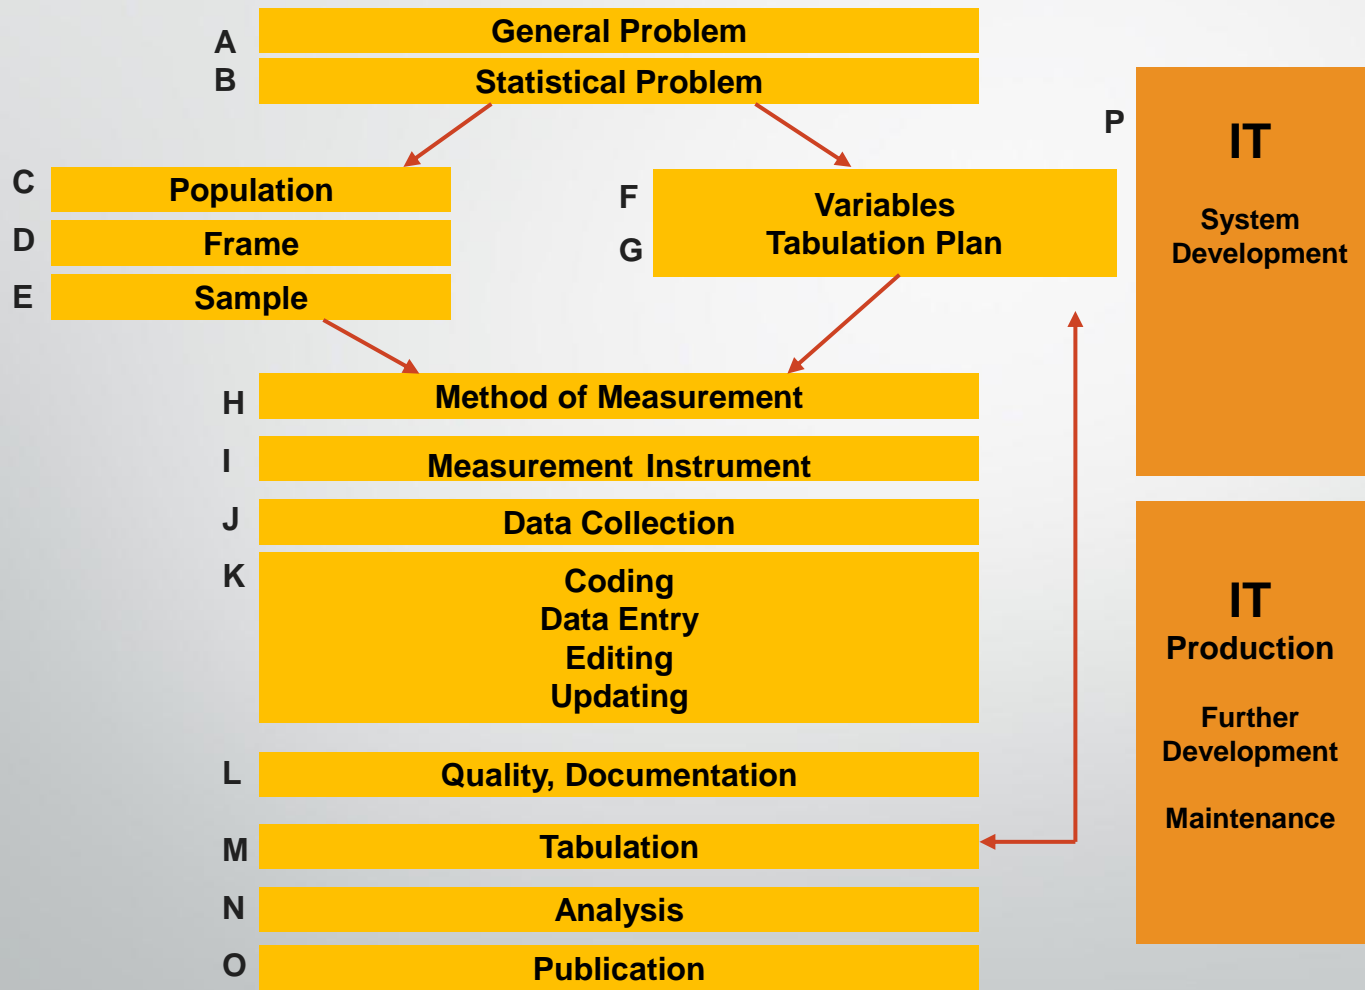 A
General Problem
B
Statistical Problem
C
Population
D
Frame
E
Sample
F
Variables
G
Tabulation Plan
H
Method of Measurement
I
Measurement Instrument
J
Data Collection
K
Coding
Data Entry
Editing
Updating
L
Quality, Documentation
M
Tabulation
N
Analysis
O
Publication
P
IT
System
Development
IT
Production
Further
Development
Maintenance